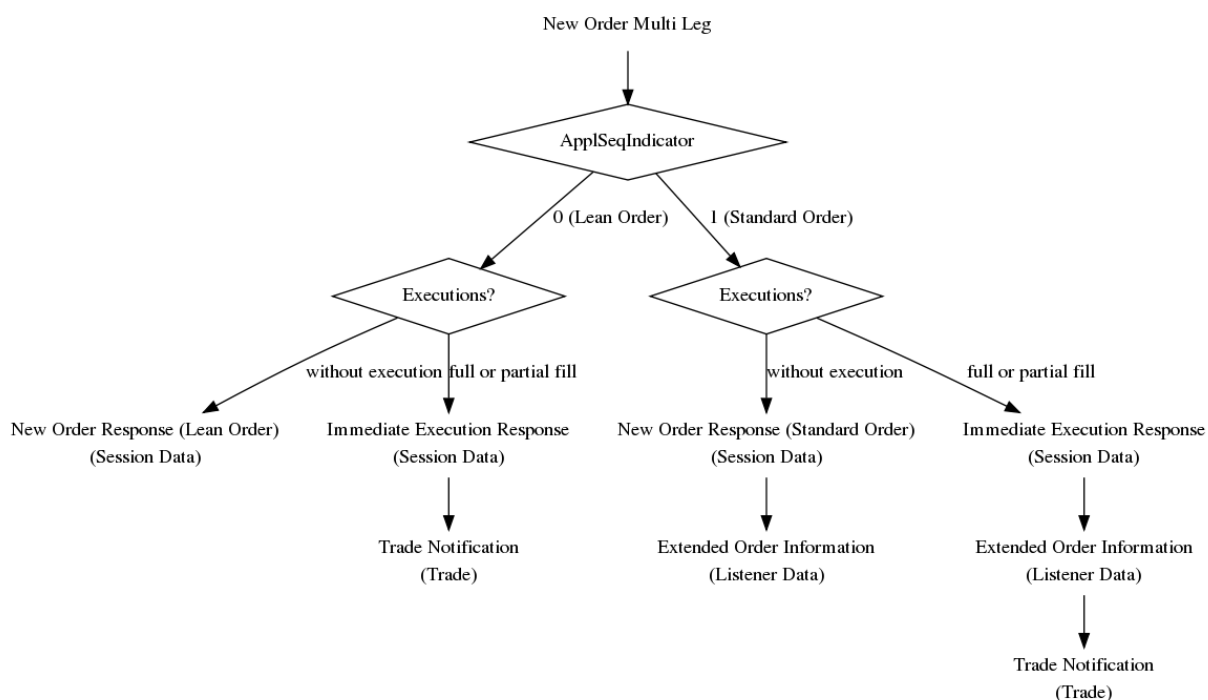 New Order Multi Leg
ApplSeqIndicator
0 (Lean Order)
1 (Standard Order)
Executions?
Executions?
without execution
full or partial fill
without execution
full or partial fill
New Order Response (Lean Order)
(Session Data)
Immediate Execution Response
(Session Data)
New Order Response (Standard Order)
(Session Data)
Immediate Execution Response
(Session Data)
Trade Notification
(Trade)
Extended Order Information
(Listener Data)
Extended Order Information
(Listener Data)
Trade Notification
(Trade)